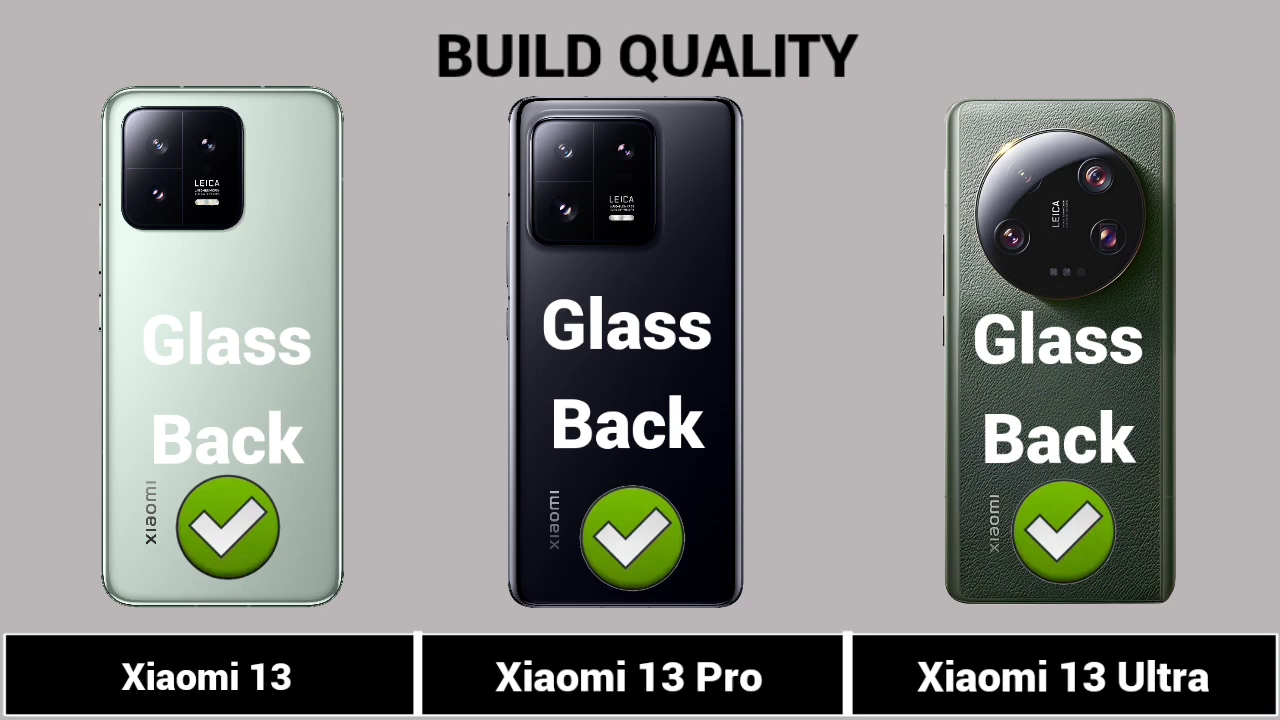 BUILD QUALITY
LEICA
Glass
Back
xiaomi
Xiaomi 13
LEICA
Glass
Back
xiaomi
Xiaomi 13 Pro
LEICA
Glass
Back
xiaomi
Xiaomi 13 Ultra